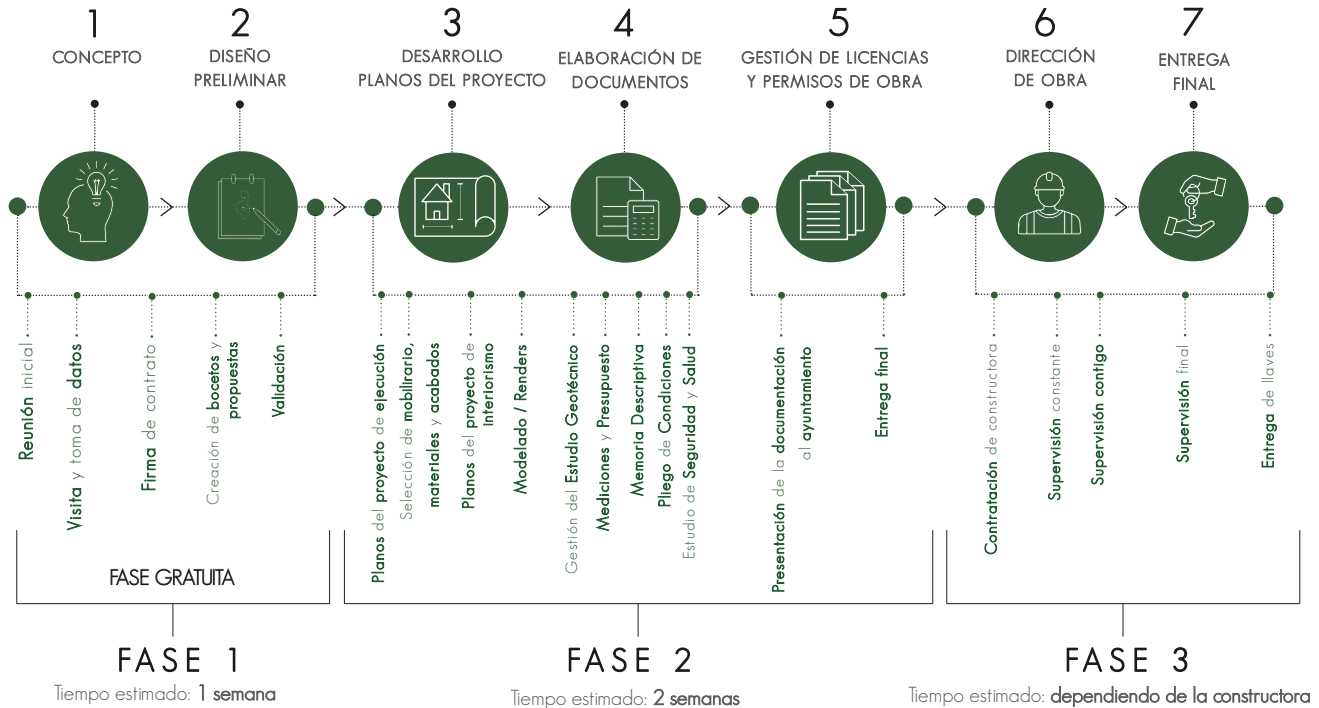 1
CONCEPTO
2
DISEÑO
PRELIMINAR
3
DESARROLLO
PLANOS DEL PROYECTO
4
ELABORACIÓN DE
DOCUMENTOS
5
GESTIÓN DE LICENCIAS
Y PERMISOS DE OBRA
6
DIRECCIÓN
DE OBRA
7
ENTREGA
FINAL
Reunión inicial
Visita y toma de datos
Firma de contrato
Creación de bocetos y
propuestas
Validación
Planos del proyecto de ejecución
Selección de mobilirario,
materiales y acabados
Planos del proyecto de
interiorismo
Modelado / Renders
Gestión del Estudio Geotécnico
Mediciones y Presupuesto
Memoria Descriptiva
Pliego de Condiciones
Estudio de Seguridad y Salud
Presentación de la documentación
al ayuntamiento
Entrega final
Contratación de constructora
Supervisión constante
Supervisión contigo
Supervisión final
Entrega de llaves
FASE GRATUITA
FASE 1
Tiempo estimado: 1 semana
FASE 2
Tiempo estimado: 2 semanas
FASE 3
Tiempo estimado: dependiendo de la constructora